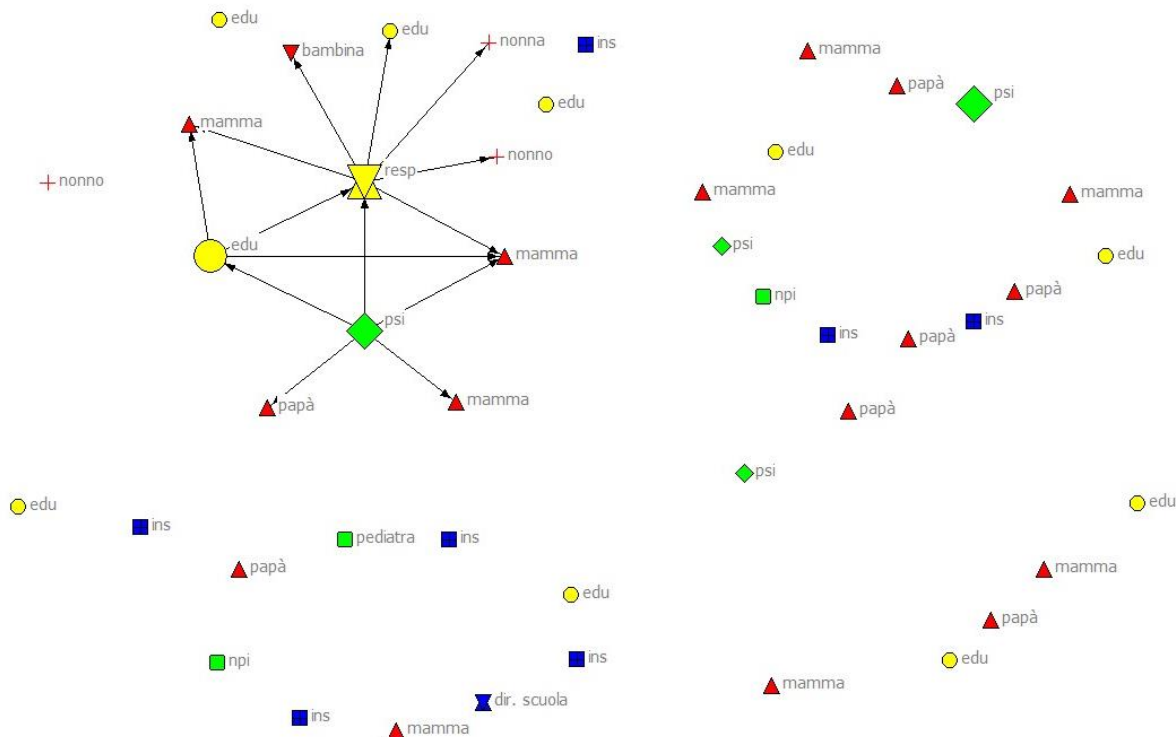 edu
edu
bambina
nonna
ins
mamma
papà
psi
edu
mamma
edu
nonno
resp
nonno
mamma
mamma
edu
psi
edu
mamma
npi
papà
psi
ins
ins
papà
mamma
papà
papà
psi
edu
edu
ins
pediatra
ins
papà
mamma
edu
papà
npi
ins
edu
mamma
dir. scuola
ins
mamma